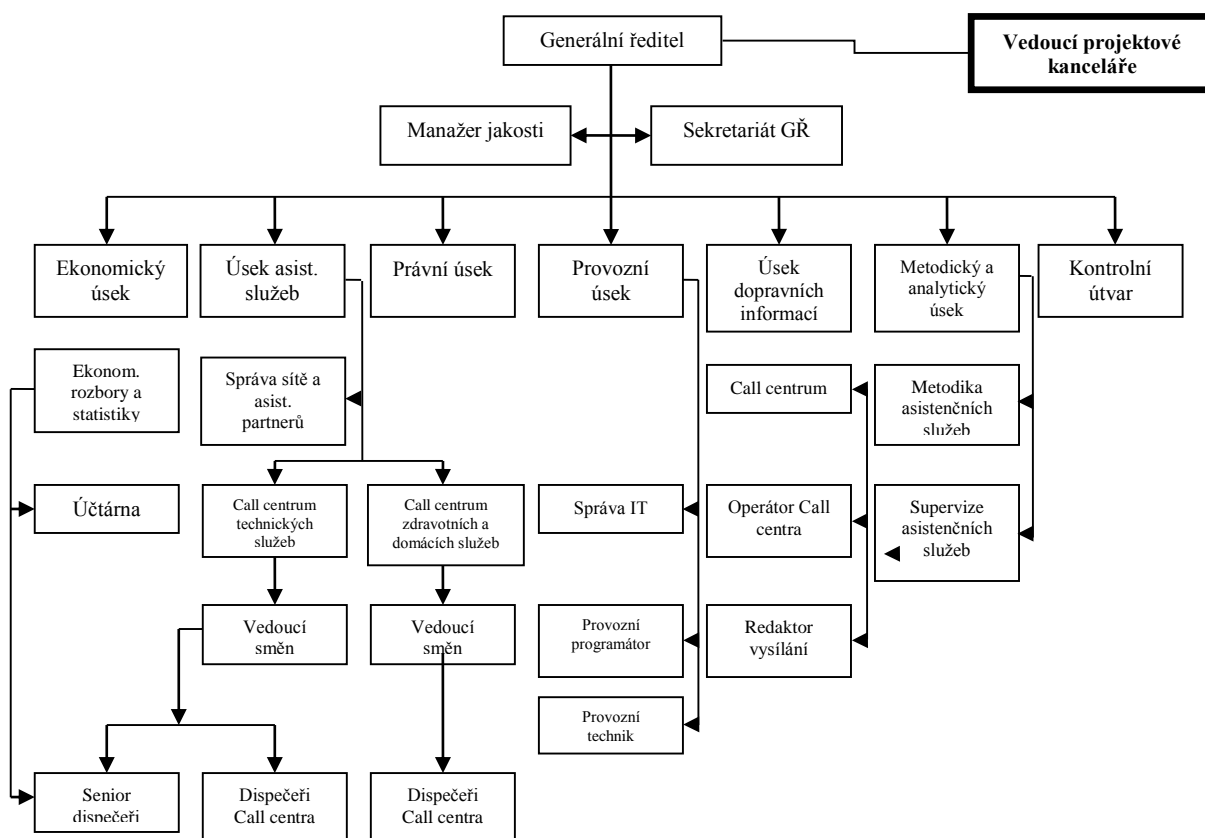 Generální ředitel
Vedoucí projektové
kanceláře
Manažer jakosti
Sekretariát GŘ
Ekonomický
úsek
Úsek asist.
služeb
Právní úsek
Provozní
úsek
Úsek
dopravních
informací
Metodický a
analytický
úsek
Kontrolní
útvar
Ekonom.
rozbory a
statistiky
Správa sítě a
asist.
partnerů
Call centrum
Metodika
asistenčních
služeb
Účtárna
Call centrum
technických
služeb
Call centrum
zdravotních a
domácích služeb
Správa IT
Operátor Call
centra
Supervize
asistenčních
služeb
Vedoucí
směn
Vedoucí
směn
Provozní
programátor
Redaktor
vysílání
Provozní
technik
Senior
dispečeři
Dispečeři
Call centra
Dispečeři
Call centra